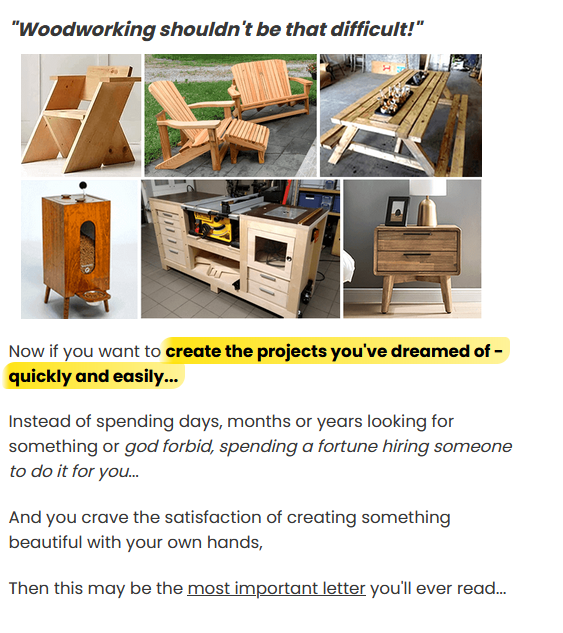 "Woodworking shouldn't be that difficult!"
Now if you want to create the projects you've dreamed of -
quickly and easily...
Instead of spending days, months or years looking for
something or god forbid, spending a fortune hiring someone
to do it for you...
And you crave the satisfaction of creating something
beautiful with your own hands,
Then this may be the most important letter you'll ever read...